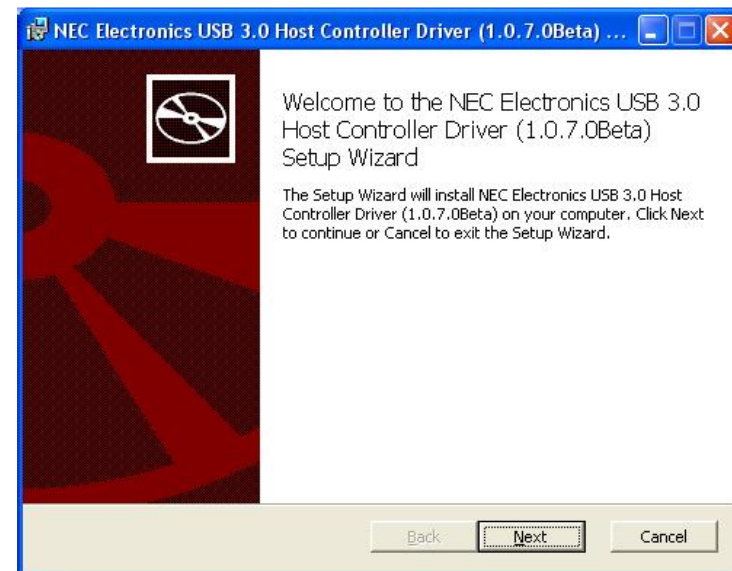 NEC Electronics USB 3.0 Host Controller Driver (1.0.7.0Beta) ...
Welcome to the NEC Electronics USB 3.0
Host Controller Driver (1.0.7.0Beta)
Setup Wizard
The Setup Wizard will install NEC Electronics USB 3.0 Host
Controller Driver (1.0.7.0Beta) on your computer. Click Next
to continue or Cancel to exit the Setup Wizard.
Back Next Cancel